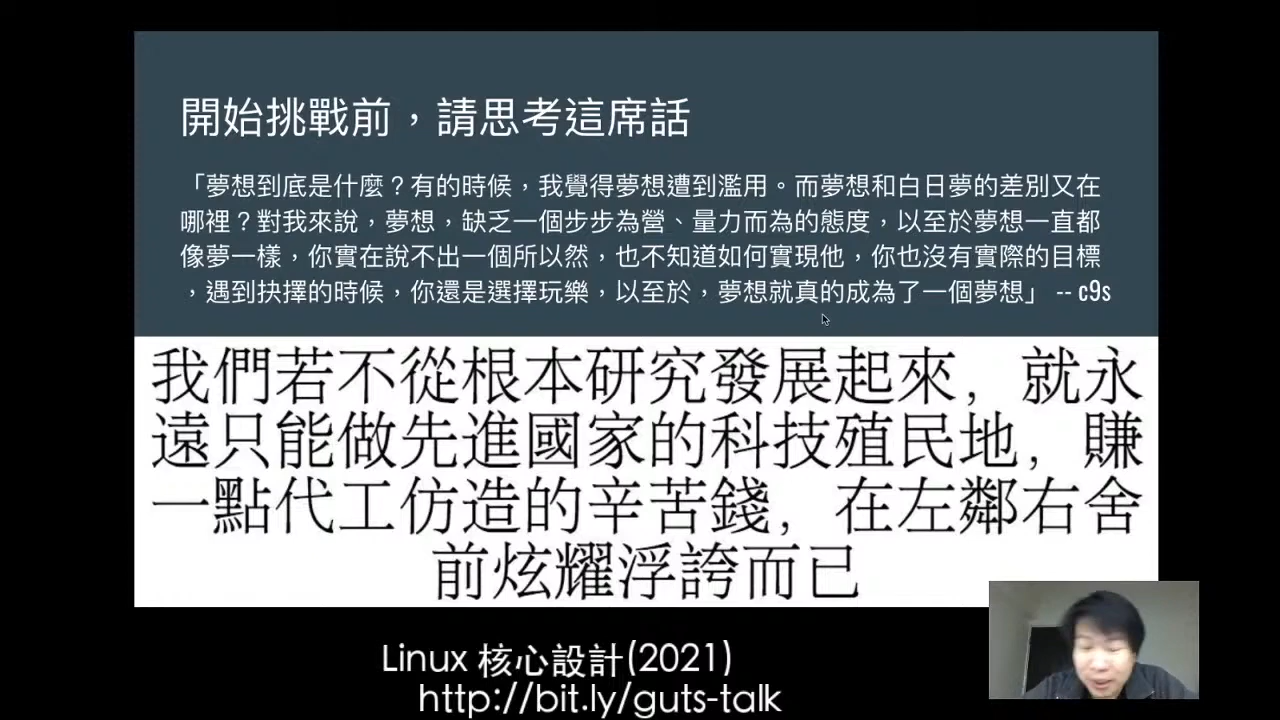 開始挑戰前，請思考這席話
「夢想到底是什麼？有的時候，我覺得夢想遭到濫用。而夢想和白日夢的差別又在
哪裡？對我來說，夢想，缺乏一個步步為營、量力而為的態度，以至於夢想一直都
像夢一樣，你實在說不出一個所以然，也不知道如何實現他，你也沒有實際的目標
，遇到抉擇的時候，你還是選擇玩樂，以至於，夢想就真的成為了一個夢想」 -- c9s
我們若不從根本研究發展起來，就永
遠只能做先進國家的科技殖民地，賺
一點代工仿造的辛苦錢，在左鄰右舍
前炫耀浮誇而已
Linux 核心設計(2021)
http://bit.ly/guts-talk